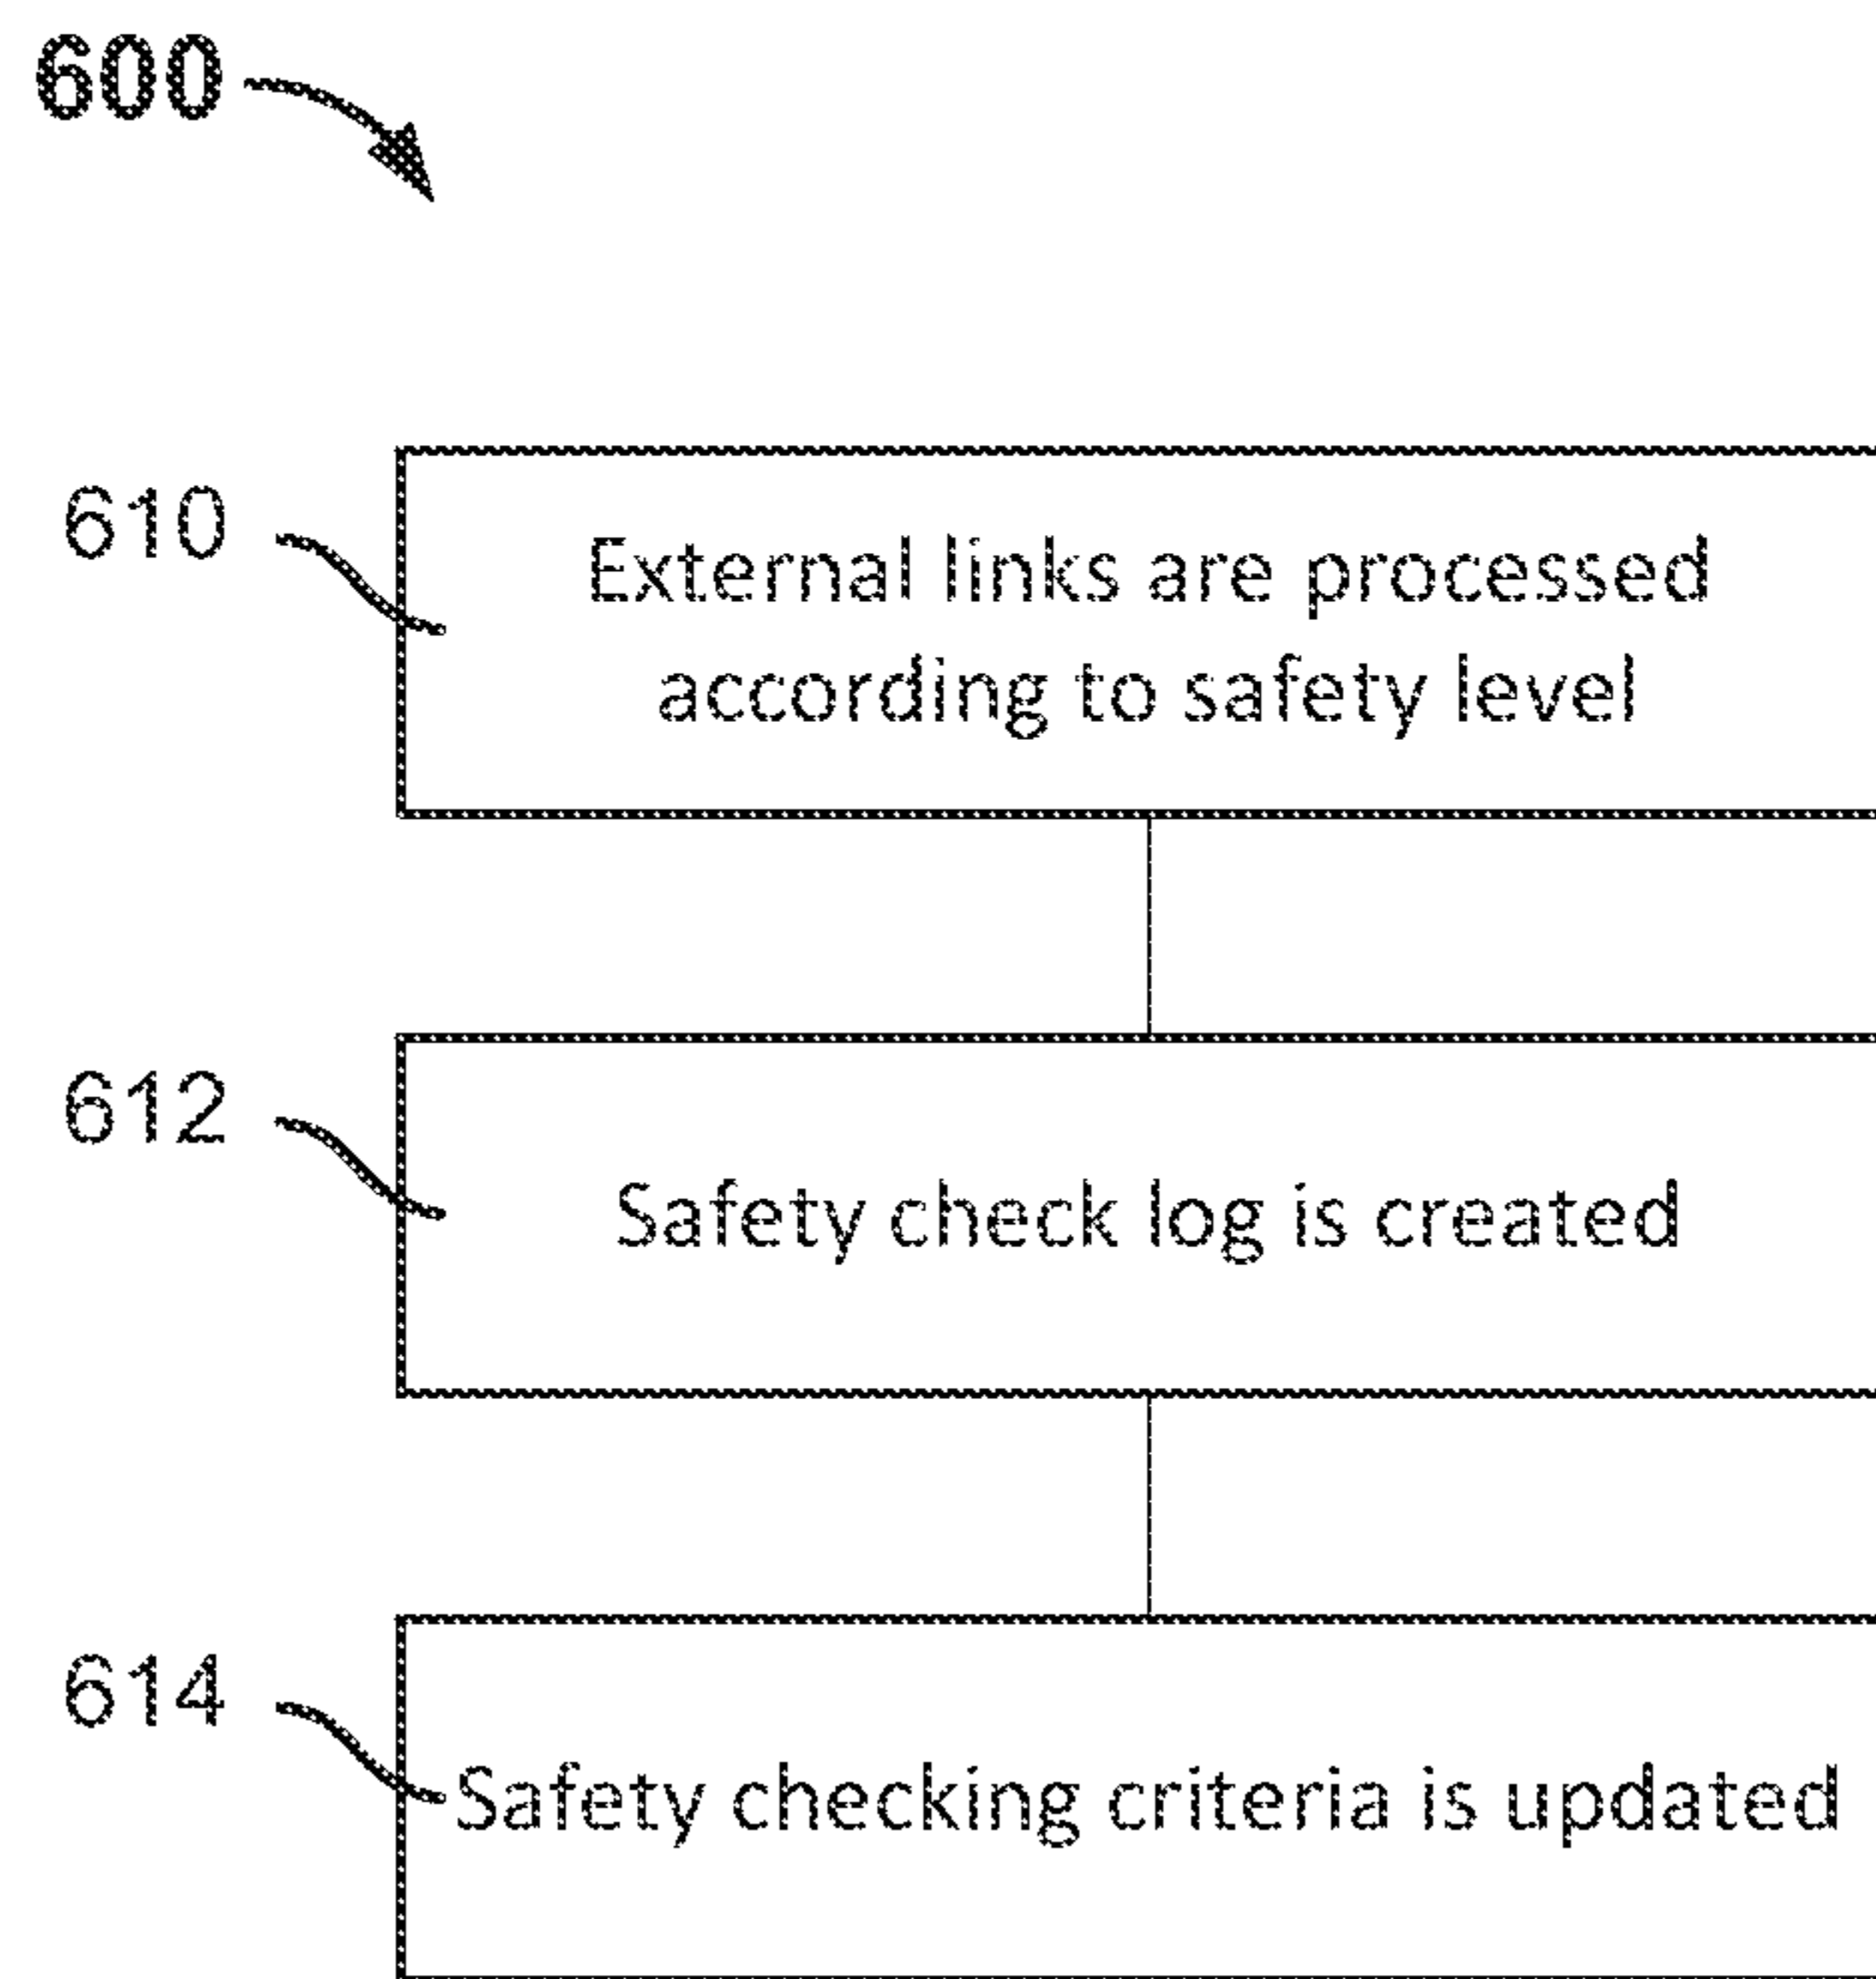 600
610
External links are processed
according to safety level
612
Safety check log is created
614
Safety checking criteria is updated